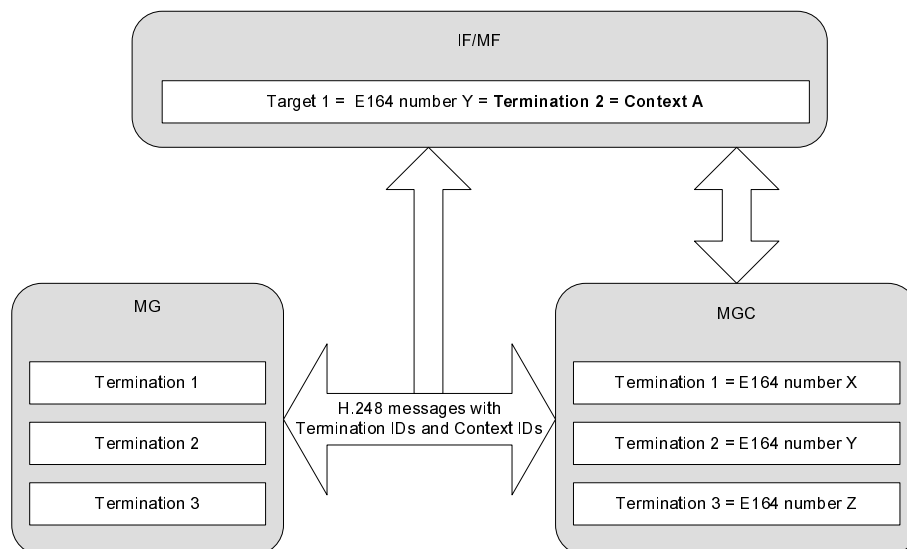 IF/MF
Target 1 = E164 number Y = Termination 2 = Context A
MG
Termination 1
Termination 2
Termination 3
H.248 messages with
Termination IDs and Context IDs
MGC
Termination 1 = E164 number X
Termination 2 = E164 number Y
Termination 3 = E164 number Z